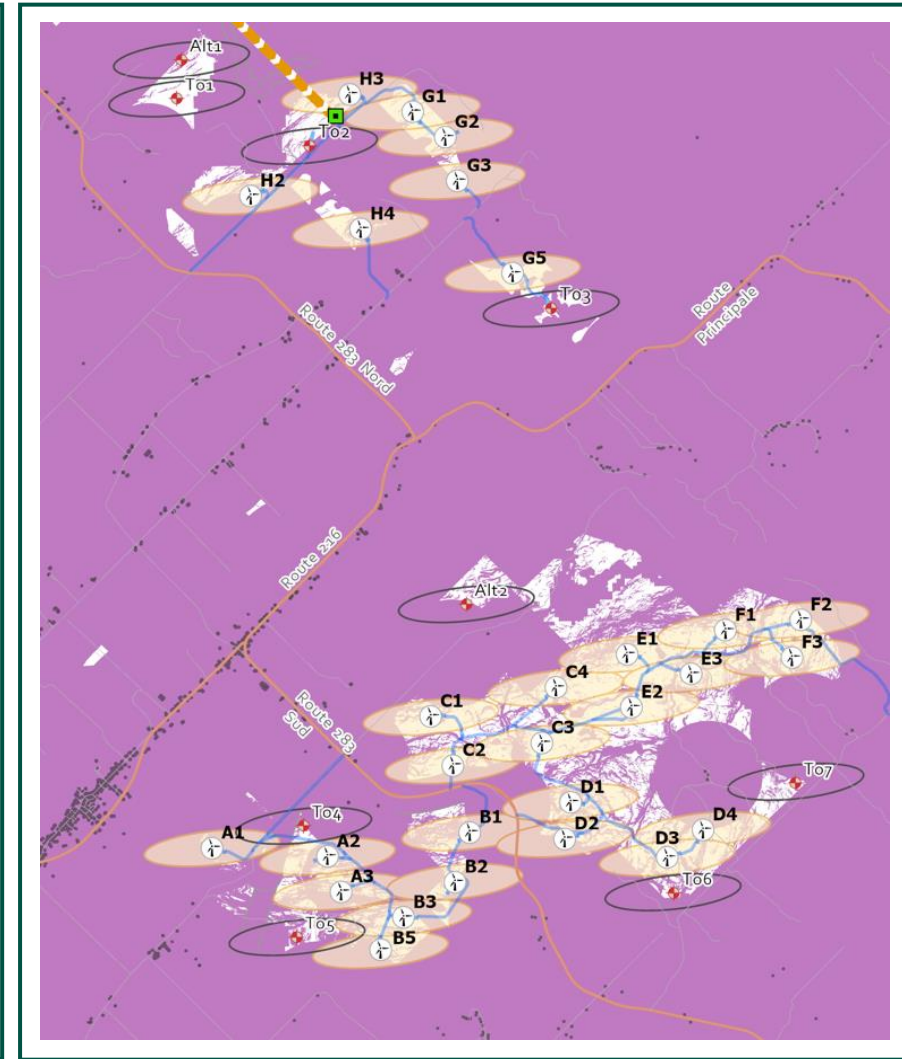 Alt1
To1
H3
G1
To2
G2
G3
H2
H4
G5
To3
Route
Principale
Route 283 Nord
Route 216
Alt2
F2
F1
E1
F3
E3
C4
E2
C1
Route 283
Sud
C3
C2
To7
D1
To4
B1
D4
A1
A2
D2
D3
B2
A3
To6
B3
To5
B5